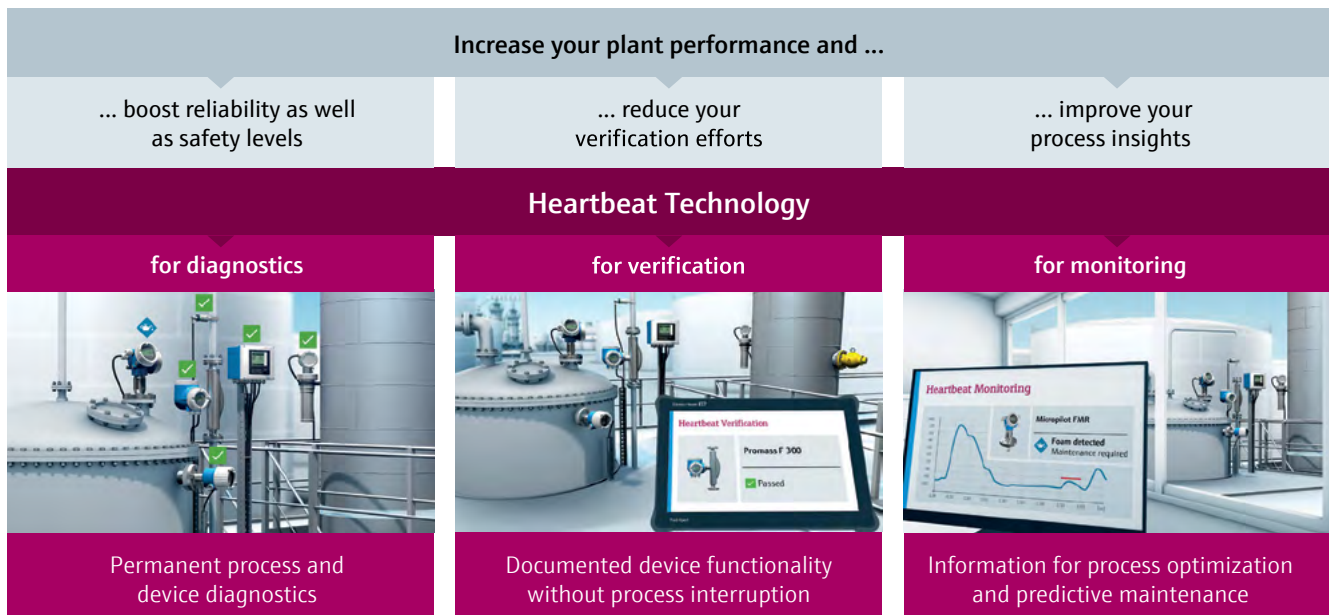 Increase your plant performance and ...
... boost reliability as well
as safety levels
... reduce your
verification efforts
... improve your
process insights
Heartbeat Technology
for diagnostics
for verification
for monitoring
Heartbeat Verification
Promass F 300
Passed
Heartbeat Monitoring
Micropilot FMR
Foam detected
Maintenance required
Permanent process and
device diagnostics
Documented device functionality
without process interruption
Information for process optimization
and predictive maintenance